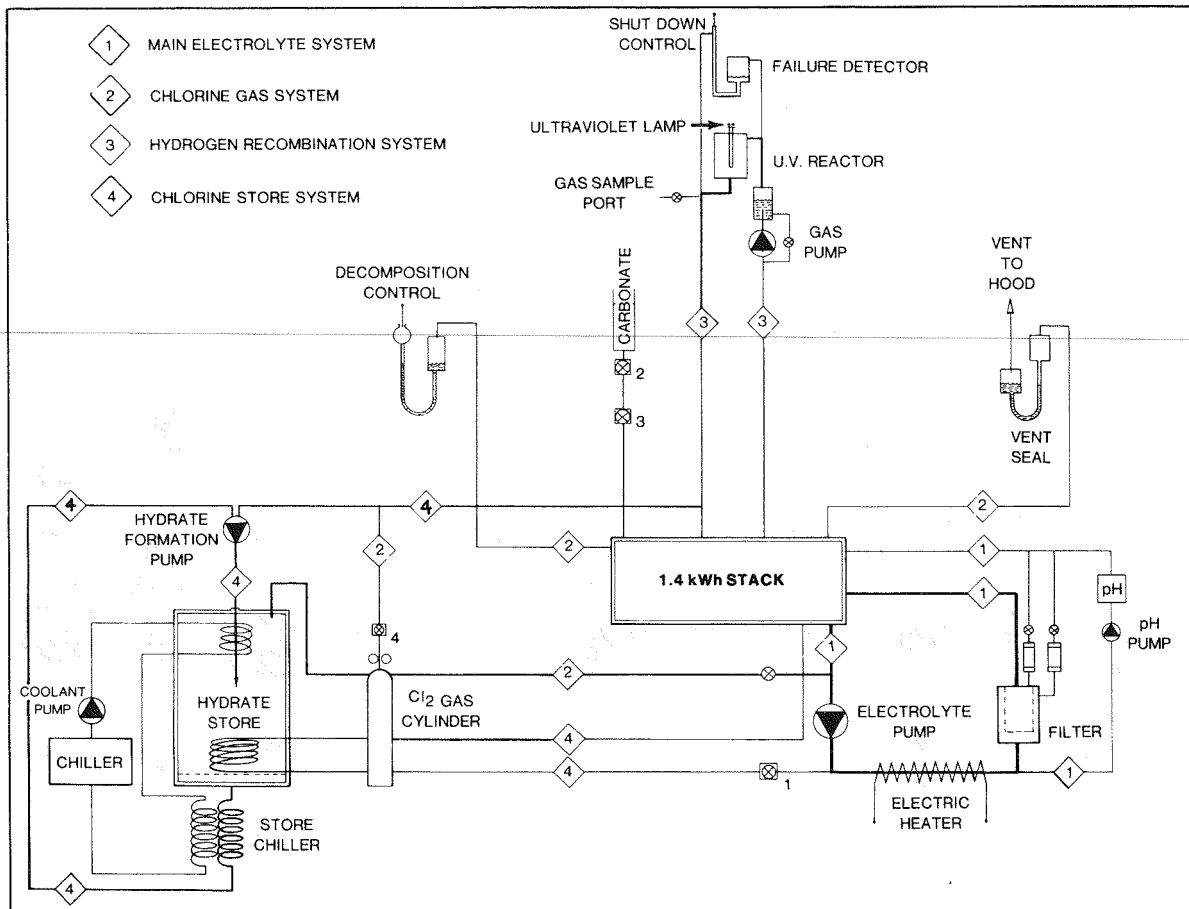 1 MAIN ELECTROLYTE SYSTEM
2 CHLORINE GAS SYSTEM
3 HYDROGEN RECOMBINATION SYSTEM
4 CHLORINE STORE SYSTEM
SHUT DOWN
CONTROL
FAILURE DETECTOR
ULTRAVIOLET LAMP
U.V. REACTOR
GAS SAMPLE
PORT
GAS
PUMP
VENT
TO
HOOD
DECOMPOSITION
CONTROL
CARBONATE
3
3
2
3
VENT
SEAL
4
4
2
HYDRATE
FORMATION
PUMP
2
2
1
4
1.4 kWh STACK
1
pH
4
1
pH
PUMP
2
COOLANT
PUMP
HYDRATE
STORE
Cl2 GAS
CYLINDER
ELECTROLYTE
PUMP
FILTER
4
CHILLER
4
1
1
ELECTRIC
HEATER
STORE
CHILLER
4